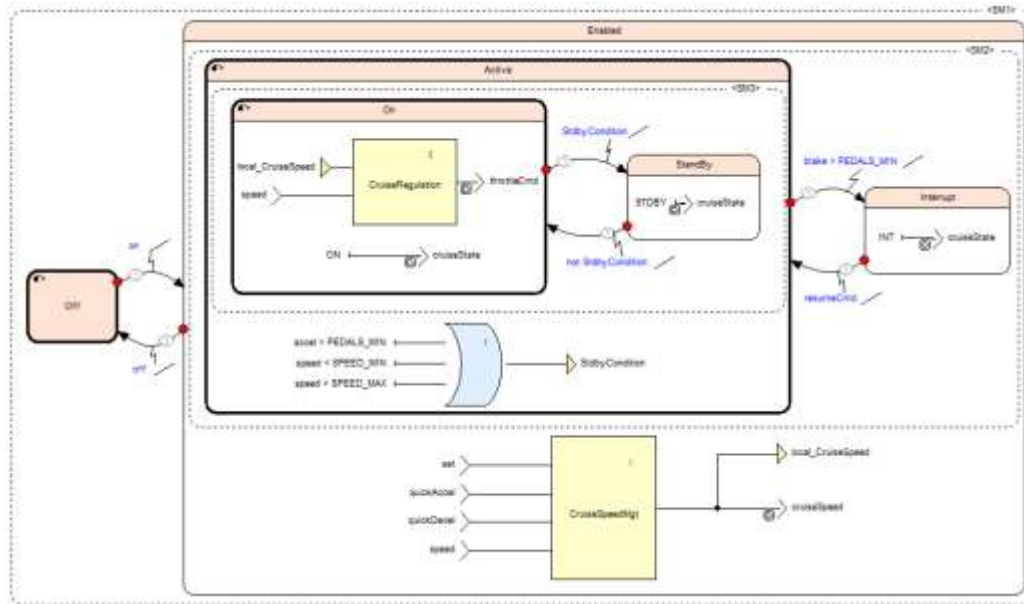 <SM1>
Enabled
<SM2>
Active
<SM3>
On
local_CruiseSpeed
speed
CruiseRegulation
throttleCmd
ON
cruiseState
StdbyCondition
StandBy
STDBY
cruiseState
not StdbyCondition
brake > PEDALS_MIN
Interrupt
INT
cruiseState
resumeCmd
on
Off
off
accel > PEDALS_MIN
speed < SPEED_MIN
speed > SPEED_MAX
StdbyCondition
set
quickAccel
quickDecel
speed
CruiseSpeedMgt
local_CruiseSpeed
cruiseSpeed